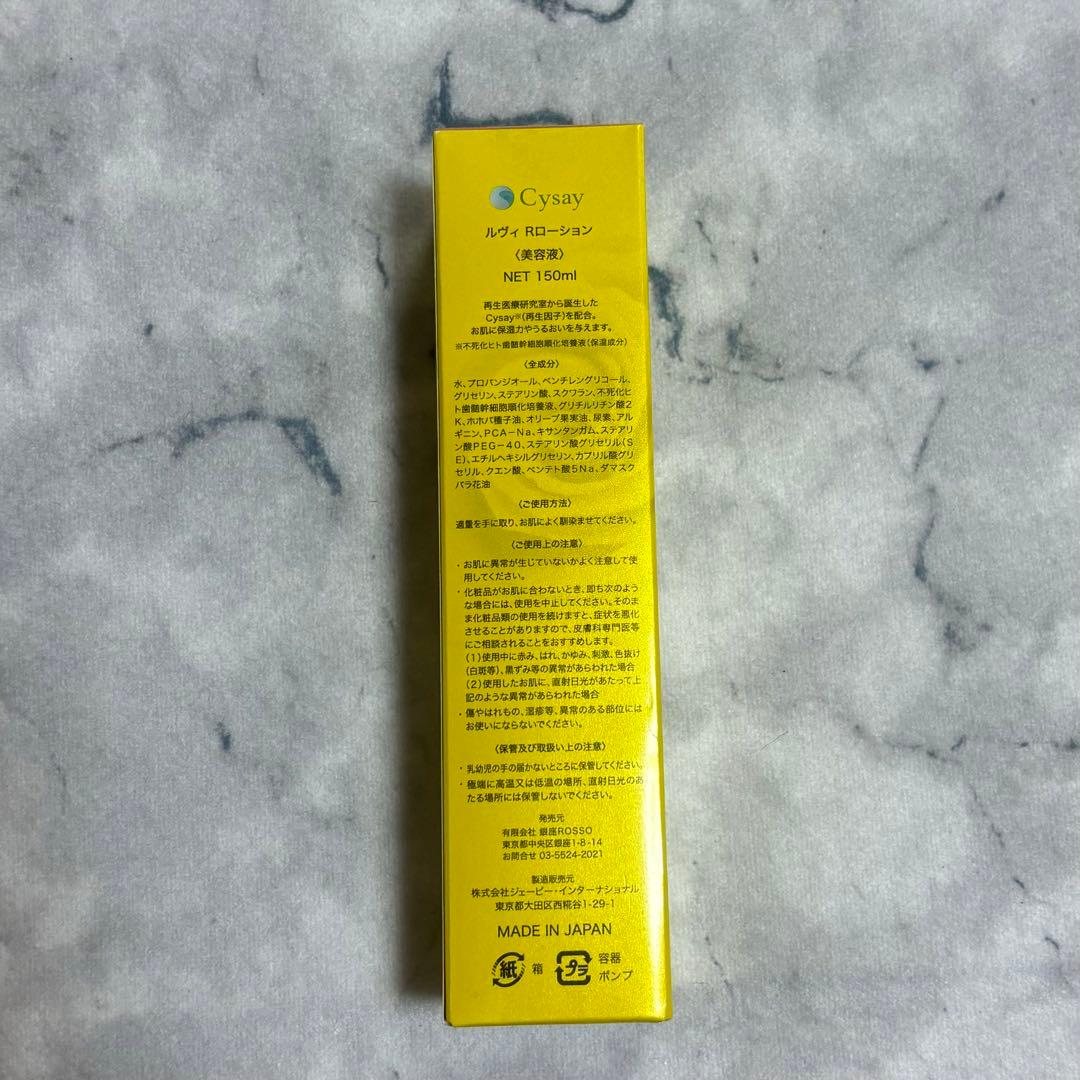 Cysay
ルヴィ Rローション
〈美容液〉
NET 150ml
再生医療研究室から誕生した
Cysay※(再生因子)を配合。
お肌に保湿力やうるおいを与えます。
※不死化ヒト歯髄幹細胞順化培養液(保湿成分)
〈全成分〉
水、プロパンジオール、ペンチレングリコール、
グリセリン、ステアリン酸、スクワラン、不死化ヒ
ト歯髄幹細胞順化培養液、グリチルリチン酸2
K、ホホバ種子油、オリーブ果実油、尿素、アル
ギニン、PCA－Na、キサンタンガム、ステアリ
ン酸PEG－40、ステアリン酸グリセリル(S
E)、エチルヘキシルグリセリン、カプリル酸グリ
セリル、クエン酸、ペンテト酸5Na、ダマスク
バラ花油
〈ご使用方法〉
適量を手に取り、お肌によく馴染ませてください。
〈ご使用上の注意〉
・お肌に異常が生じていないかよく注意して使
用してください。
・化粧品がお肌に合わないとき、即ち次のよう
な場合には、使用を中止してください。そのま
ま化粧品類の使用を続けますと、症状を悪化
させることがありますので、皮膚科専門医等
にご相談されることをおすすめします。
(1)使用中に赤み、はれ、かゆみ、刺激、色抜け
(白斑等)、黒ずみ等の異常があらわれた場合
(2)使用したお肌に、直射日光があたって上
記のような異常があらわれた場合
・傷やはれもの、湿疹等、異常のある部位には
お使いにならないでください。
〈保管及び取扱い上の注意〉
・乳幼児の手の届かないところに保管してください。
・極端に高温又は低温の場所、直射日光のあ
たる場所には保管しないでください。
発売元
有限会社 銀座ROSSO
東京都中央区銀座1-8-14
お問合せ 03-5524-2021
製造販売元
株式会社ジェーピー・インターナショナル
東京都大田区西糀谷1-29-1
MADE IN JAPAN
紙 箱 プラ 容器
ポンプ